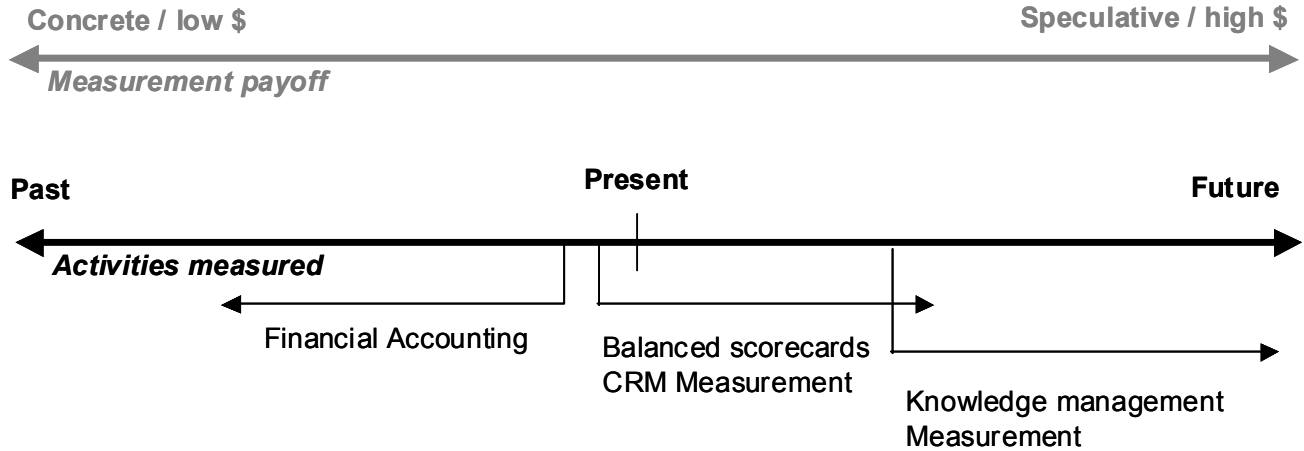 Concrete / low $
Speculative / high $
Measurement payoff
Past
Present
Future
Activities measured
Financial Accounting
Balanced scorecards
CRM Measurement
Knowledge management
Measurement